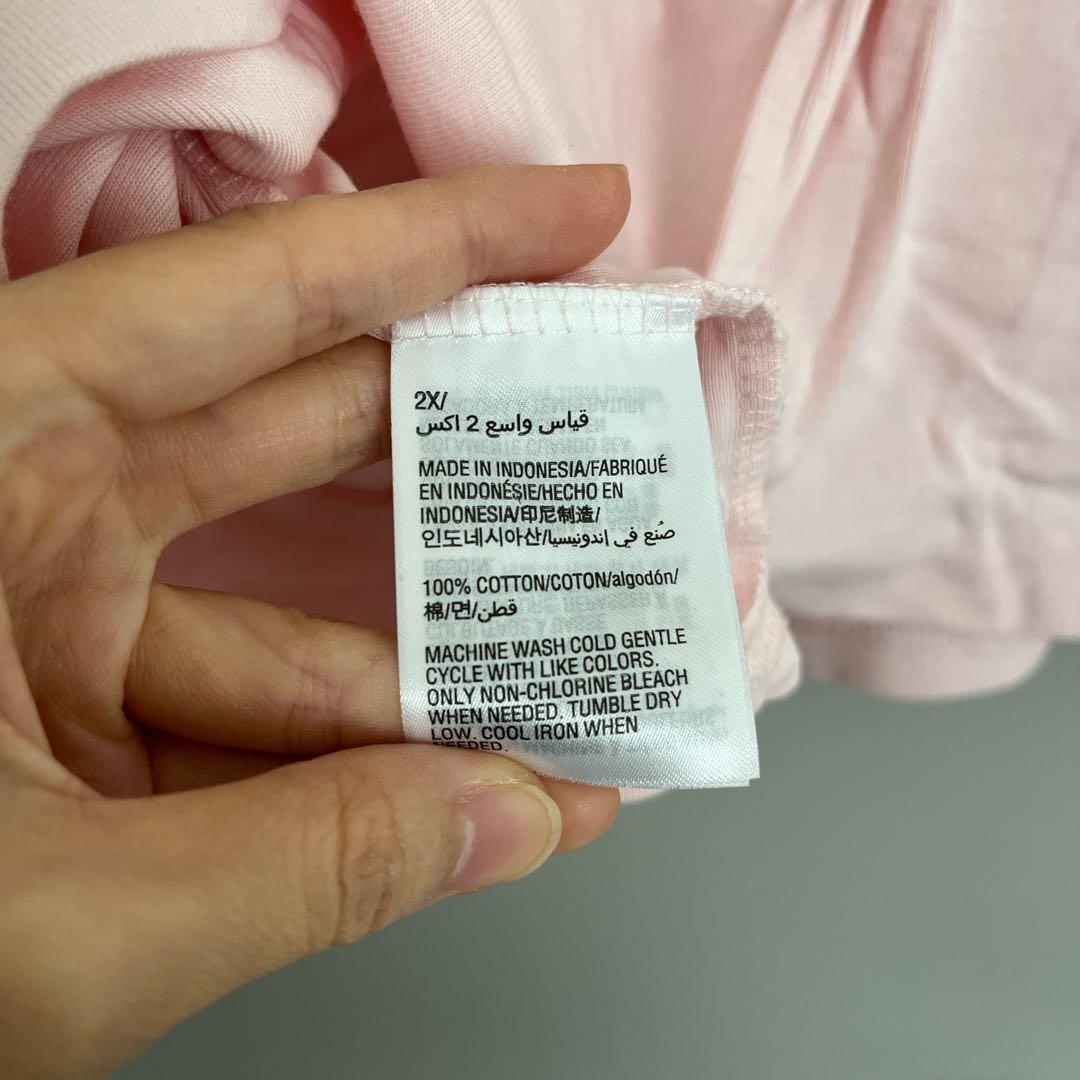 2X/
قياس واسع 2 اكس
MADE IN INDONESIA/FABRIQUÉ
EN INDONÉSIE/HECHO EN
INDONESIA/印尼制造/
인도네시아산/صُنع في إندونيسيا
100% COTTON/COTON/algodón/
棉/면/قطن
MACHINE WASH COLD GENTLE
CYCLE WITH LIKE COLORS.
ONLY NON-CHLORINE BLEACH
WHEN NEEDED. TUMBLE DRY
LOW. COOL IRON WHEN
NEEDED.